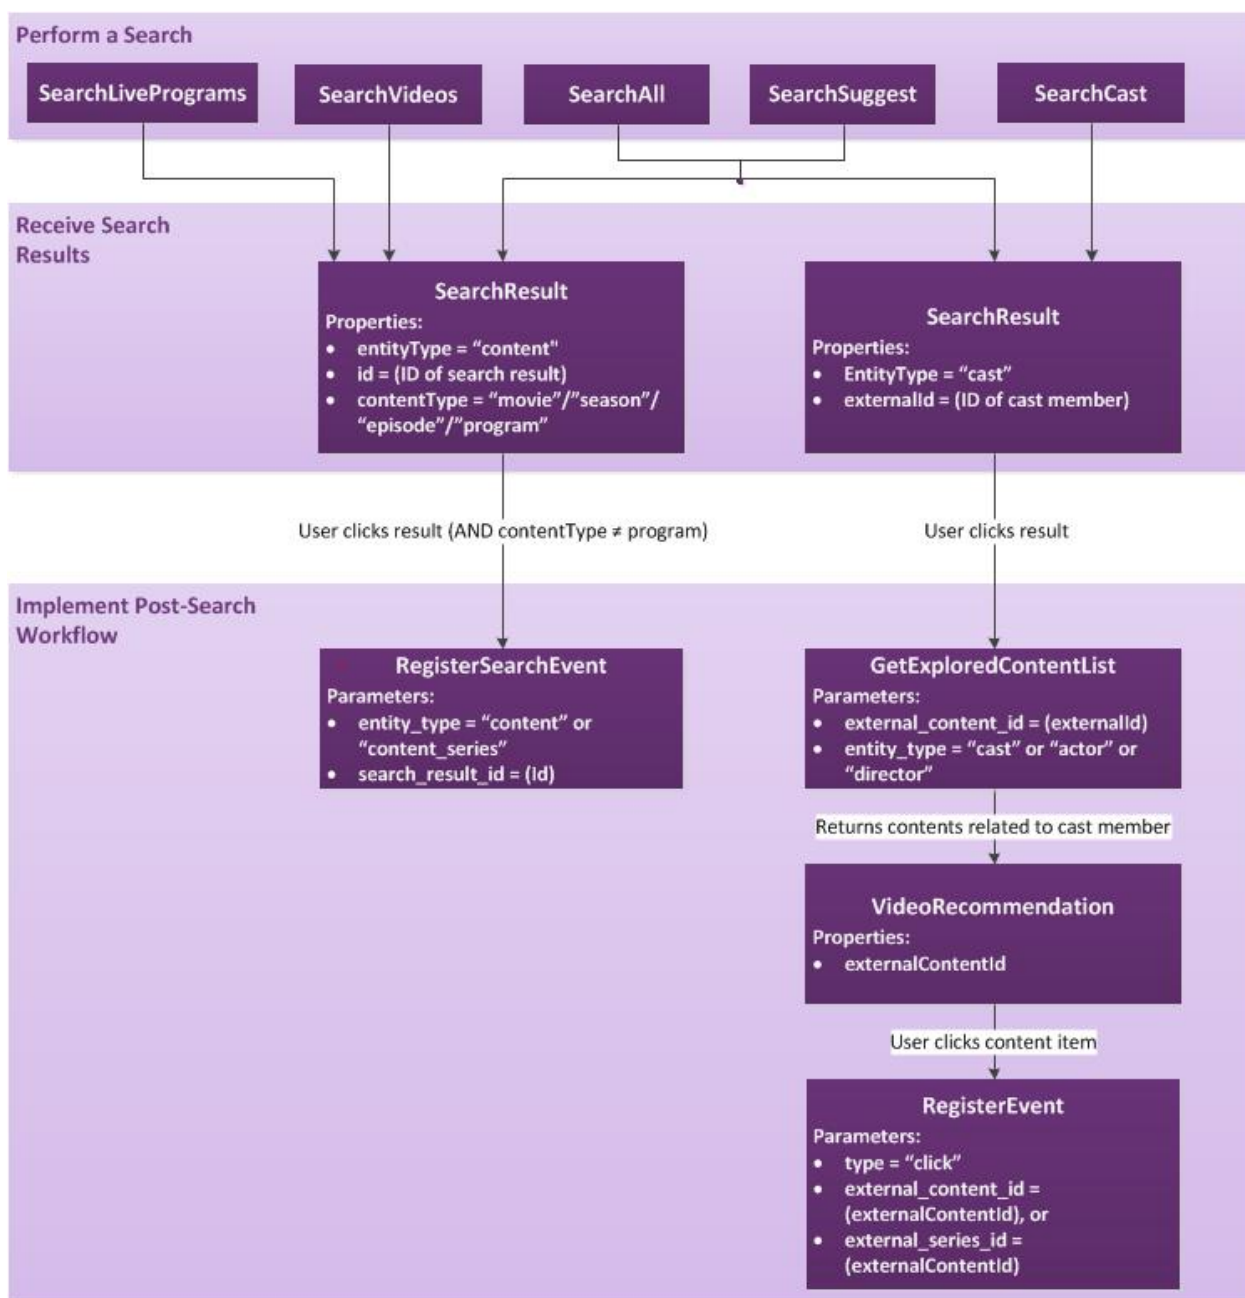 Perform a Search
SearchLivePrograms
SearchVideos
SearchAll
SearchSuggest
SearchCast
Receive Search
Results
SearchResult
Properties:
• entityType = “content"
• id = (ID of search result)
• contentType = “movie”/”season”/
“episode”/”program”
SearchResult
Properties:
• EntityType = “cast”
• externalId = (ID of cast member)
User clicks result (AND contentType ≠ program)
User clicks result
Implement Post-Search
Workflow
RegisterSearchEvent
Parameters:
• entity_type = “content” or
“content_series”
• search_result_id = (Id)
GetExploredContentList
Parameters:
• external_content_id = (externalId)
• entity_type = “cast” or “actor” or
“director”
Returns contents related to cast member
VideoRecommendation
Properties:
• externalContentId
User clicks content item
RegisterEvent
Parameters:
• type = “click”
• external_content_id =
(externalContentId), or
• external_series_id =
(externalContentId)